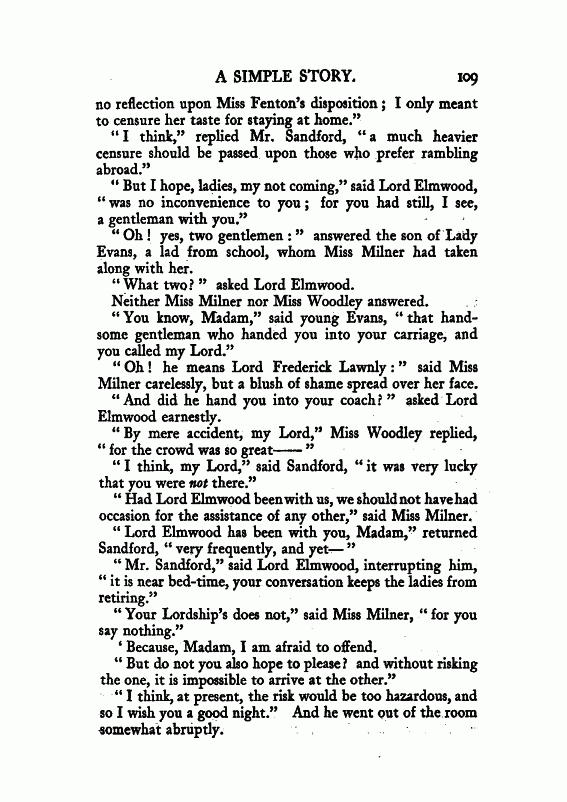 A SIMPLE STORY. 109
no reflection upon Miss Fenton's disposition ; I only meant
to censure her taste for staying at home."
"I think," replied Mr. Sandford, "a much heavier
censure should be passed upon those who prefer rambling
abroad."
"But I hope, ladies, my not coming," said Lord Elmwood,
"was no inconvenience to you ; for you had still, I see,
a gentleman with you."
"Oh ! yes, two gentlemen :" answered the son of Lady
Evans, a lad from school, whom Miss Milner had taken
along with her.
"What two ?" asked Lord Elmwood.
Neither Miss Milner nor Miss Woodley answered.
"You know, Madam," said young Evans, "that hand-
some gentleman who handed you into your carriage, and
you called my Lord."
"Oh ! he means Lord Frederick Lawnly :" said Miss
Milner carelessly, but a blush of shame spread over her face.
"And did he hand you into your coach ?" asked Lord
Elmwood earnestly.
"By mere accident, my Lord," Miss Woodley replied,
"for the crowd was so great—— "
"I think, my Lord," said Sandford, "it was very lucky
that you were not there."
"Had Lord Elmwood been with us, we should not have had
occasion for the assistance of any other," said Miss Milner.
"Lord Elmwood has been with you, Madam," returned
Sandford, "very frequently, and yet— "
"Mr. Sandford," said Lord Elmwood, interrupting him,
"it is near bed-time, your conversation keeps the ladies from
retiring."
"Your Lordship's does not," said Miss Milner, "for you
say nothing."
‘Because, Madam, I am afraid to offend.
"But do not you also hope to please ? and without risking
the one, it is impossible to arrive at the other."
"I think, at present, the risk would be too hazardous, and
so I wish you a good night." And he went out of the room
somewhat abruptly.